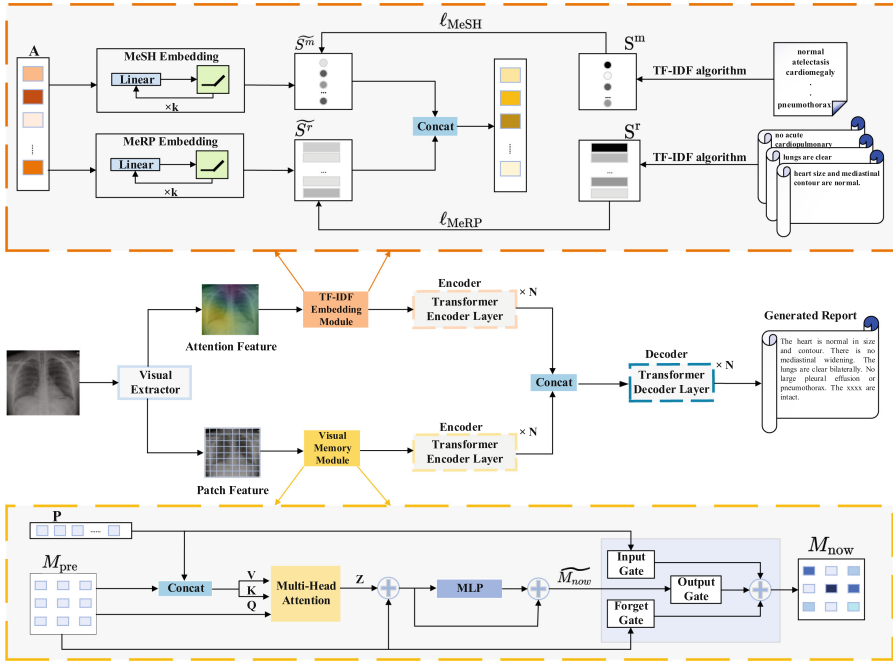 A
MeSH Embedding
Linear
×k
MeRP Embedding
Linear
×k
S̃ᵐ
S̃ʳ
...
...
ℓMeSH
ℓMeRP
Concat
Sᵐ
Sʳ
...
...
TF-IDF algorithm
TF-IDF algorithm
normal
atelectasis
cardiomegaly
.
.
pneumothorax
no acute
cardiopulmonary
lungs are clear
heart size and mediastinal
contour are normal.
Visual
Extractor
Attention Feature
Patch Feature
TF-IDF
Embedding
Module
Visual
Memory
Module
Encoder
Transformer
Encoder Layer
× N
Encoder
Transformer
Encoder Layer
× N
Concat
Decoder
Transformer
Decoder Layer
× N
Generated Report
The heart is normal in size
and contour. There is no
mediastinal widening. The
lungs are clear bilaterally. No
large pleural effusion or
pneumothorax. The xxxx are
intact.
P
.....
Mpre
Concat
V
K
Q
Multi-Head
Attention
Z
MLP
M̃now
Input
Gate
Output
Gate
Forget
Gate
Mnow